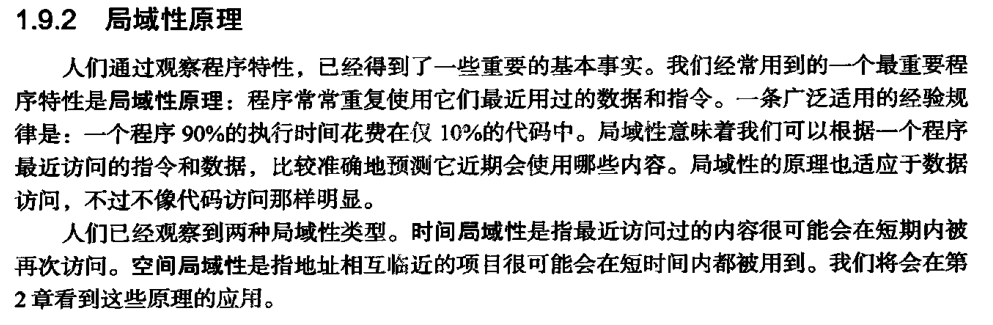 1.9.2 局域性原理
人们通过观察程序特性，已经得到了一些重要的基本事实。我们经常用到的一个最重要程
序特性是局域性原理：程序常常重复使用它们最近用过的数据和指令。一条广泛适用的经验规
律是：一个程序 90%的执行时间花费在仅 10%的代码中。局域性意味着我们可以根据一个程序
最近访问的指令和数据，比较准确地预测它近期会使用哪些内容。局域性的原理也适应于数据
访问，不过不像代码访问那样明显。
人们已经观察到两种局域性类型。时间局域性是指最近访问过的内容很可能会在短期内被
再次访问。空间局域性是指地址相互临近的项目很可能会在短时间内都被用到。我们将会在第
2 章看到这些原理的应用。